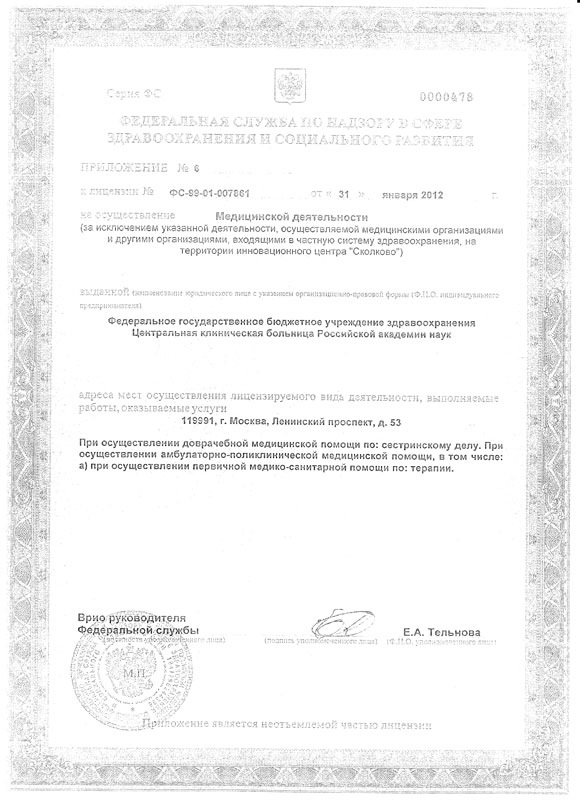 Серия ФС 0000478
ФЕДЕРАЛЬНАЯ СЛУЖБА ПО НАДЗОРУ В СФЕРЕ
ЗДРАВООХРАНЕНИЯ И СОЦИАЛЬНОГО РАЗВИТИЯ
ПРИЛОЖЕНИЕ № 6
к лицензии № ФС-99-01-007861 от « 31 » января 2012 г.
на осуществление Медицинской деятельности
(за исключением указанной деятельности, осуществляемой медицинскими организациями
и другими организациями, входящими в частную систему здравоохранения, на
территории инновационного центра "Сколково")
выданной (наименование юридического лица с указанием организационно-правовой формы (Ф.И.О. индивидуального
предпринимателя)
Федеральное государственное бюджетное учреждение здравоохранения
Центральная клиническая больница Российской академии наук
адреса мест осуществления лицензируемого вида деятельности, выполняемые
работы, оказываемые услуги
119991, г. Москва, Ленинский проспект, д. 53
При осуществлении доврачебной медицинской помощи по: сестринскому делу. При
осуществлении амбулаторно-поликлинической медицинской помощи, в том числе:
а) при осуществлении первичной медико-санитарной помощи по: терапии.
Врио руководителя
Федеральной службы Е.А. Тельнова
(должность уполномоченного лица) (подпись уполномоченного лица) (Ф.И.О. уполномоченного лица)
М.П.
Приложение является неотъемлемой частью лицензии